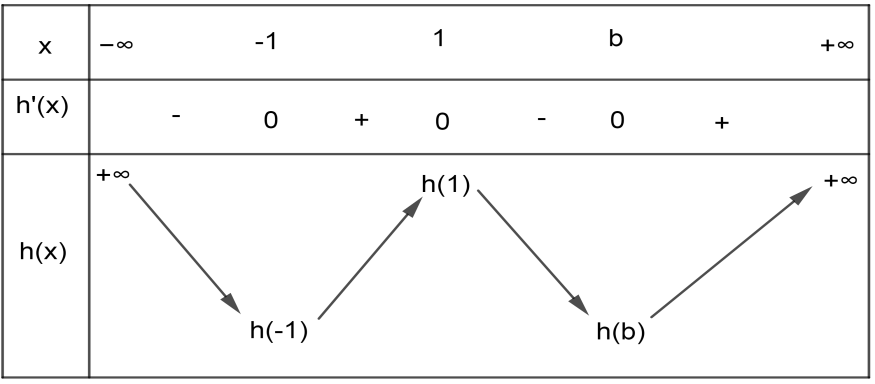 x −∞ -1 1 b +∞
h'(x) - 0 + 0 - 0 +
+∞ h(1) +∞
h(x)
h(-1) h(b)